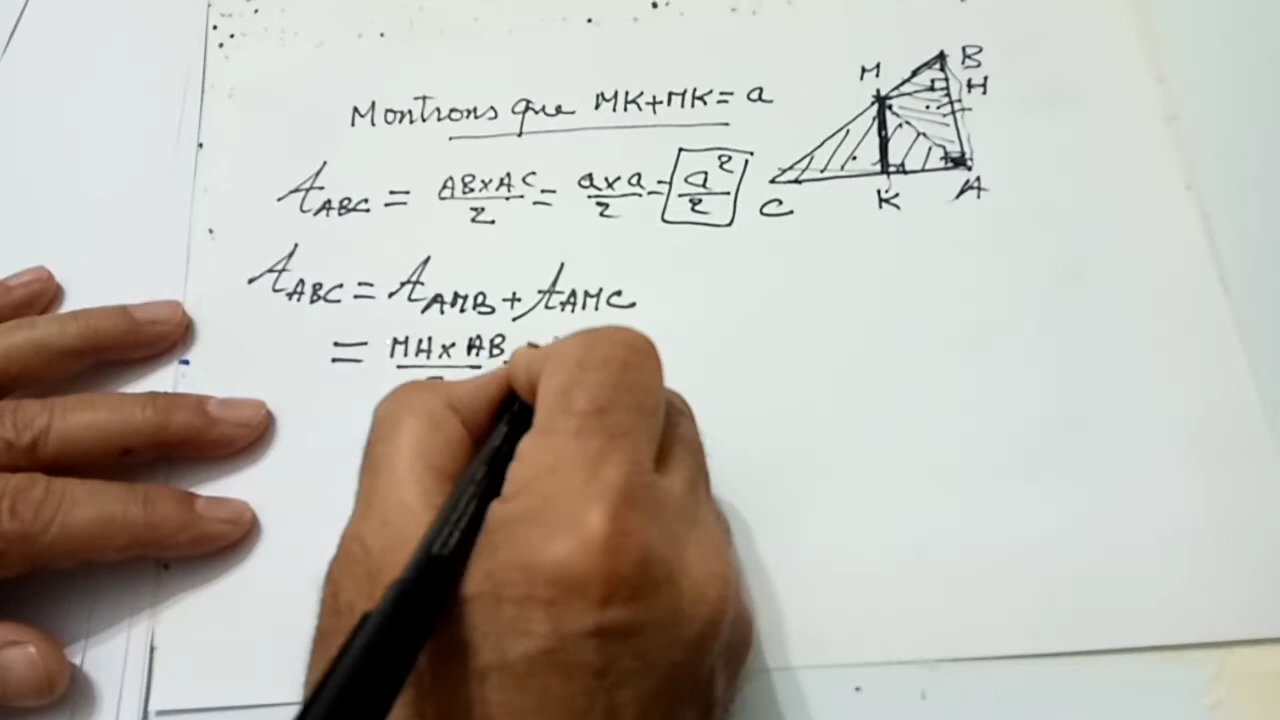 Montrons que MK+MK = a
A_ABC = AB×AC/2 = a×a/2 = a²/2
A_ABC = A_AMB + A_AMC
= MH× AB
M
B
H
A
K
C